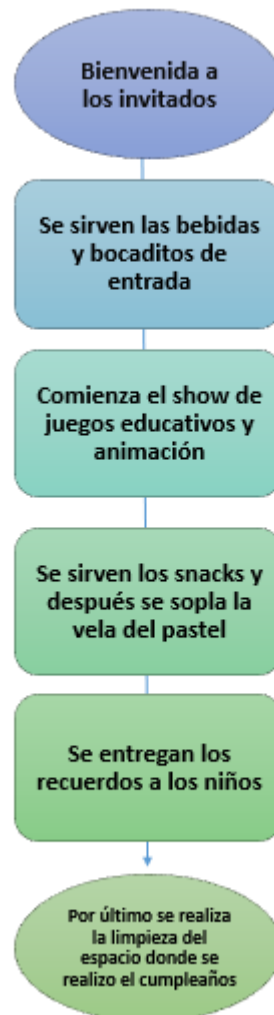 Bienvenida a
los invitados
Se sirven las bebidas
y bocaditos de
entrada
Comienza el show de
juegos educativos y
animación
Se sirven los snacks y
después se sopla la
vela del pastel
Se entregan los
recuerdos a los niños
Por último se realiza
la limpieza del
espacio donde se
realizo el cumpleaños